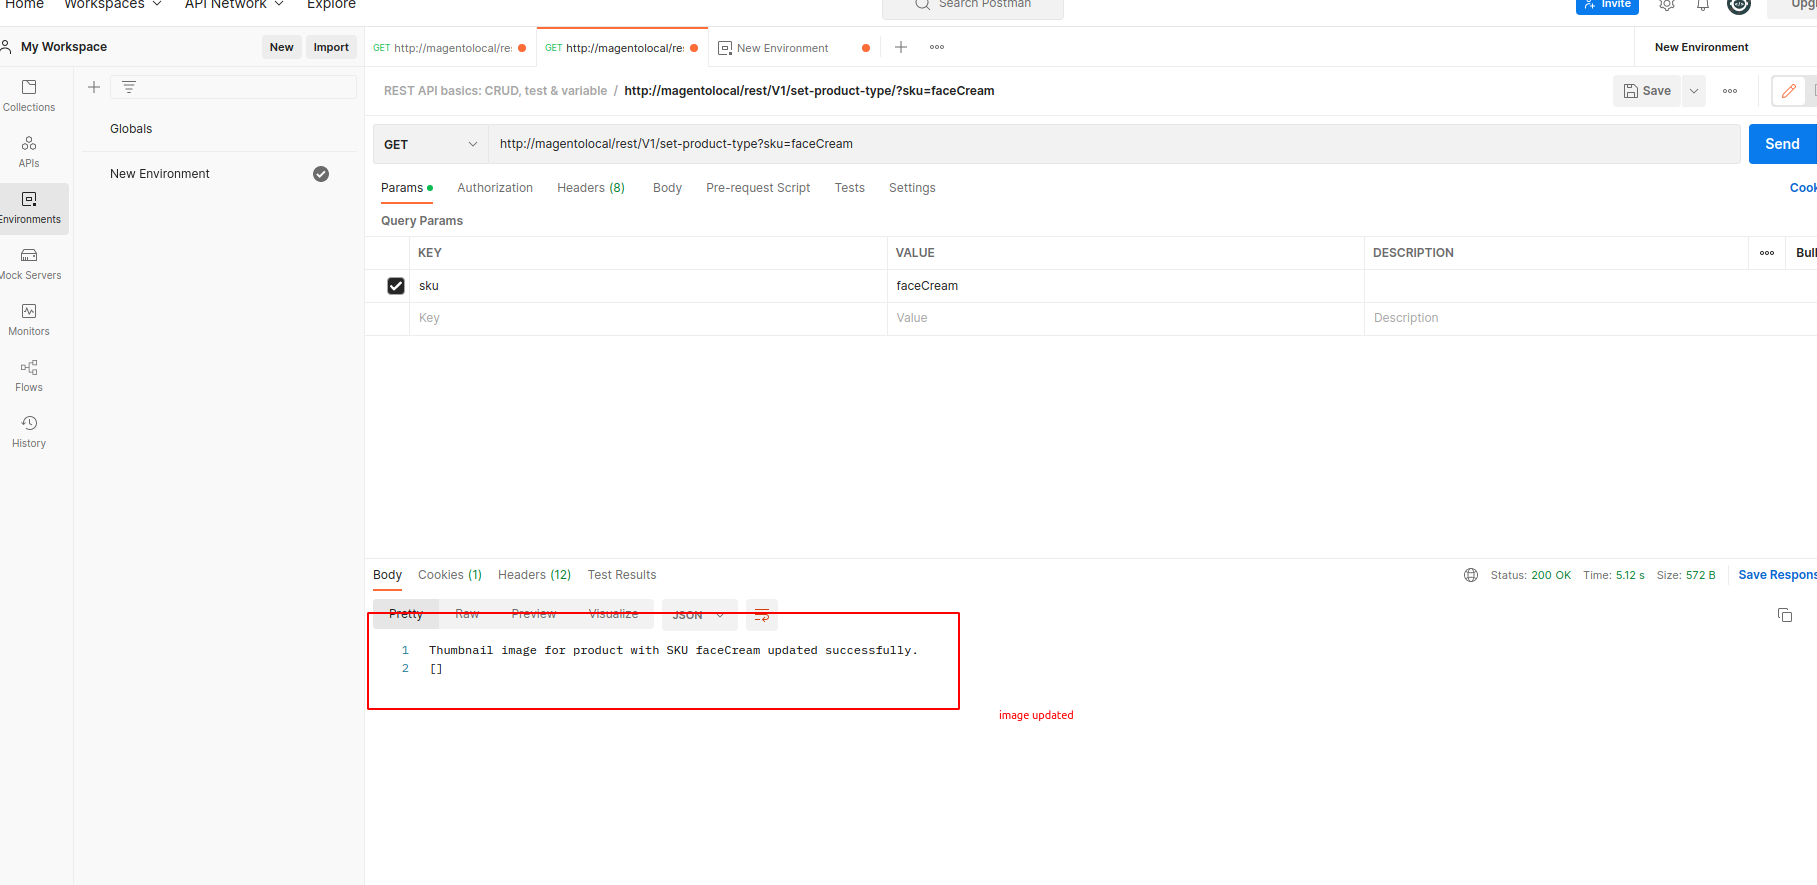 Home Workspaces API Network Explore Search Postman Invite
My Workspace New Import GET http://magentolocal/re: GET http://magentolocal/re: New Environment New Environment
Collections
APIs
Environments
Mock Servers
Monitors
Flows
History
Globals
New Environment
REST API basics: CRUD, test & variable / http://magentolocal/rest/V1/set-product-type/?sku=faceCream Save
GET http://magentolocal/rest/V1/set-product-type?sku=faceCream Send
Params Authorization Headers (8) Body Pre-request Script Tests Settings
Query Params
KEY VALUE DESCRIPTION
sku faceCream
Key Value Description
Body Cookies (1) Headers (12) Test Results Status: 200 OK Time: 5.12 s Size: 572 B Save Respons
Pretty Raw Preview Visualize JSON
1 Thumbnail image for product with SKU faceCream updated successfully.
2 []
image updated